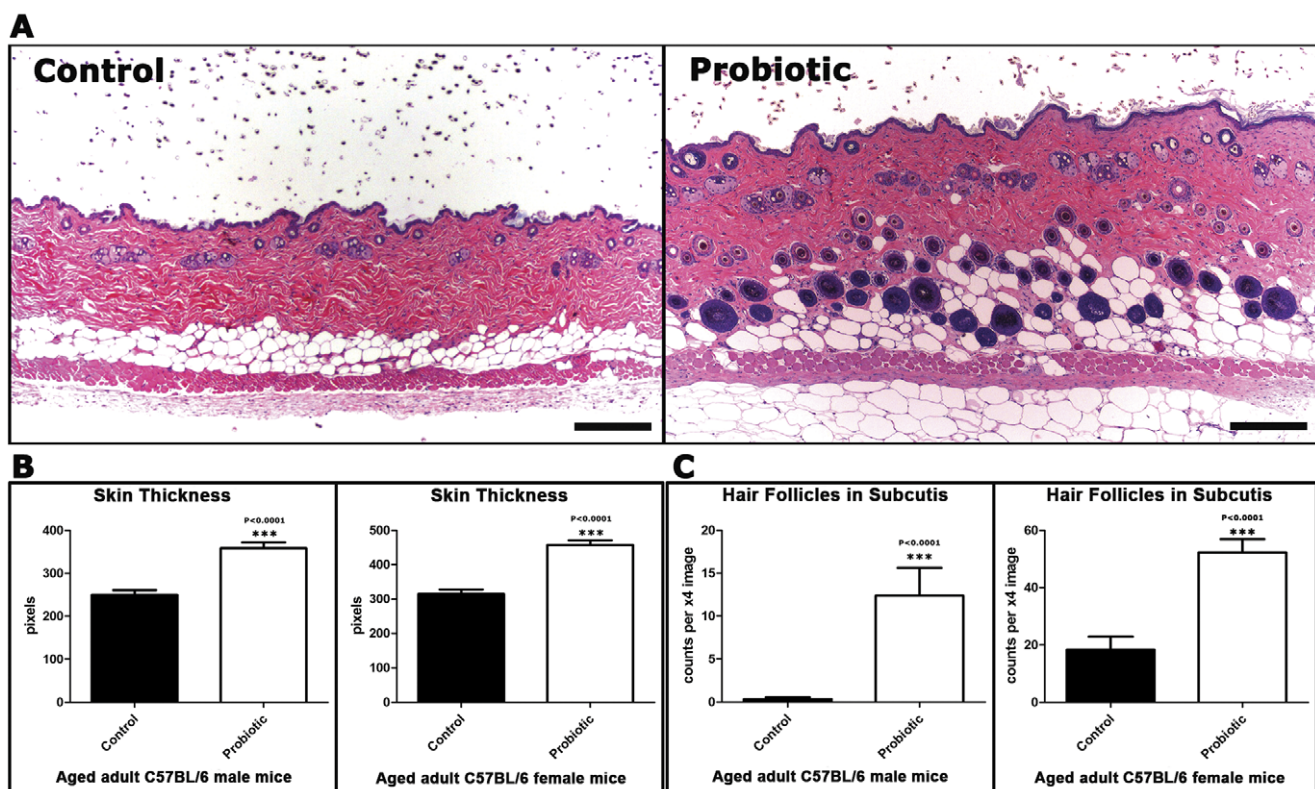 A
Control
Probiotic
B
Skin Thickness
400
300
200
100
0
pixels
P<0.0001
***
Control
Probiotic
Aged adult C57BL/6 male mice
Skin Thickness
500
400
300
200
100
0
pixels
P<0.0001
***
Control
Probiotic
Aged adult C57BL/6 female mice
C
Hair Follicles in Subcutis
20
15
10
5
0
counts per x4 image
P<0.0001
***
Control
Probiotic
Aged adult C57BL/6 male mice
Hair Follicles in Subcutis
60
40
20
0
counts per x4 image
P<0.0001
***
Control
Probiotic
Aged adult C57BL/6 female mice